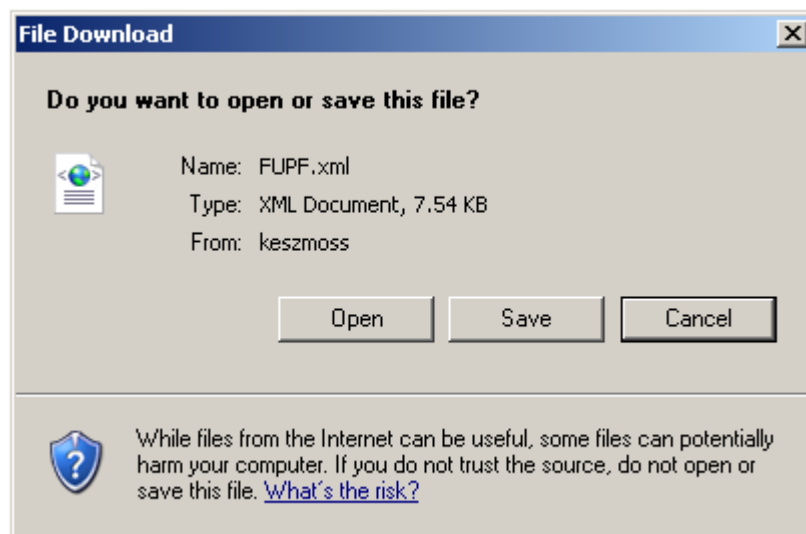 File Download
Do you want to open or save this file?
Name: FUPF.xml
Type: XML Document, 7.54 KB
From: keszmoss
Open Save Cancel
While files from the Internet can be useful, some files can potentially
harm your computer. If you do not trust the source, do not open or
save this file. What's the risk?